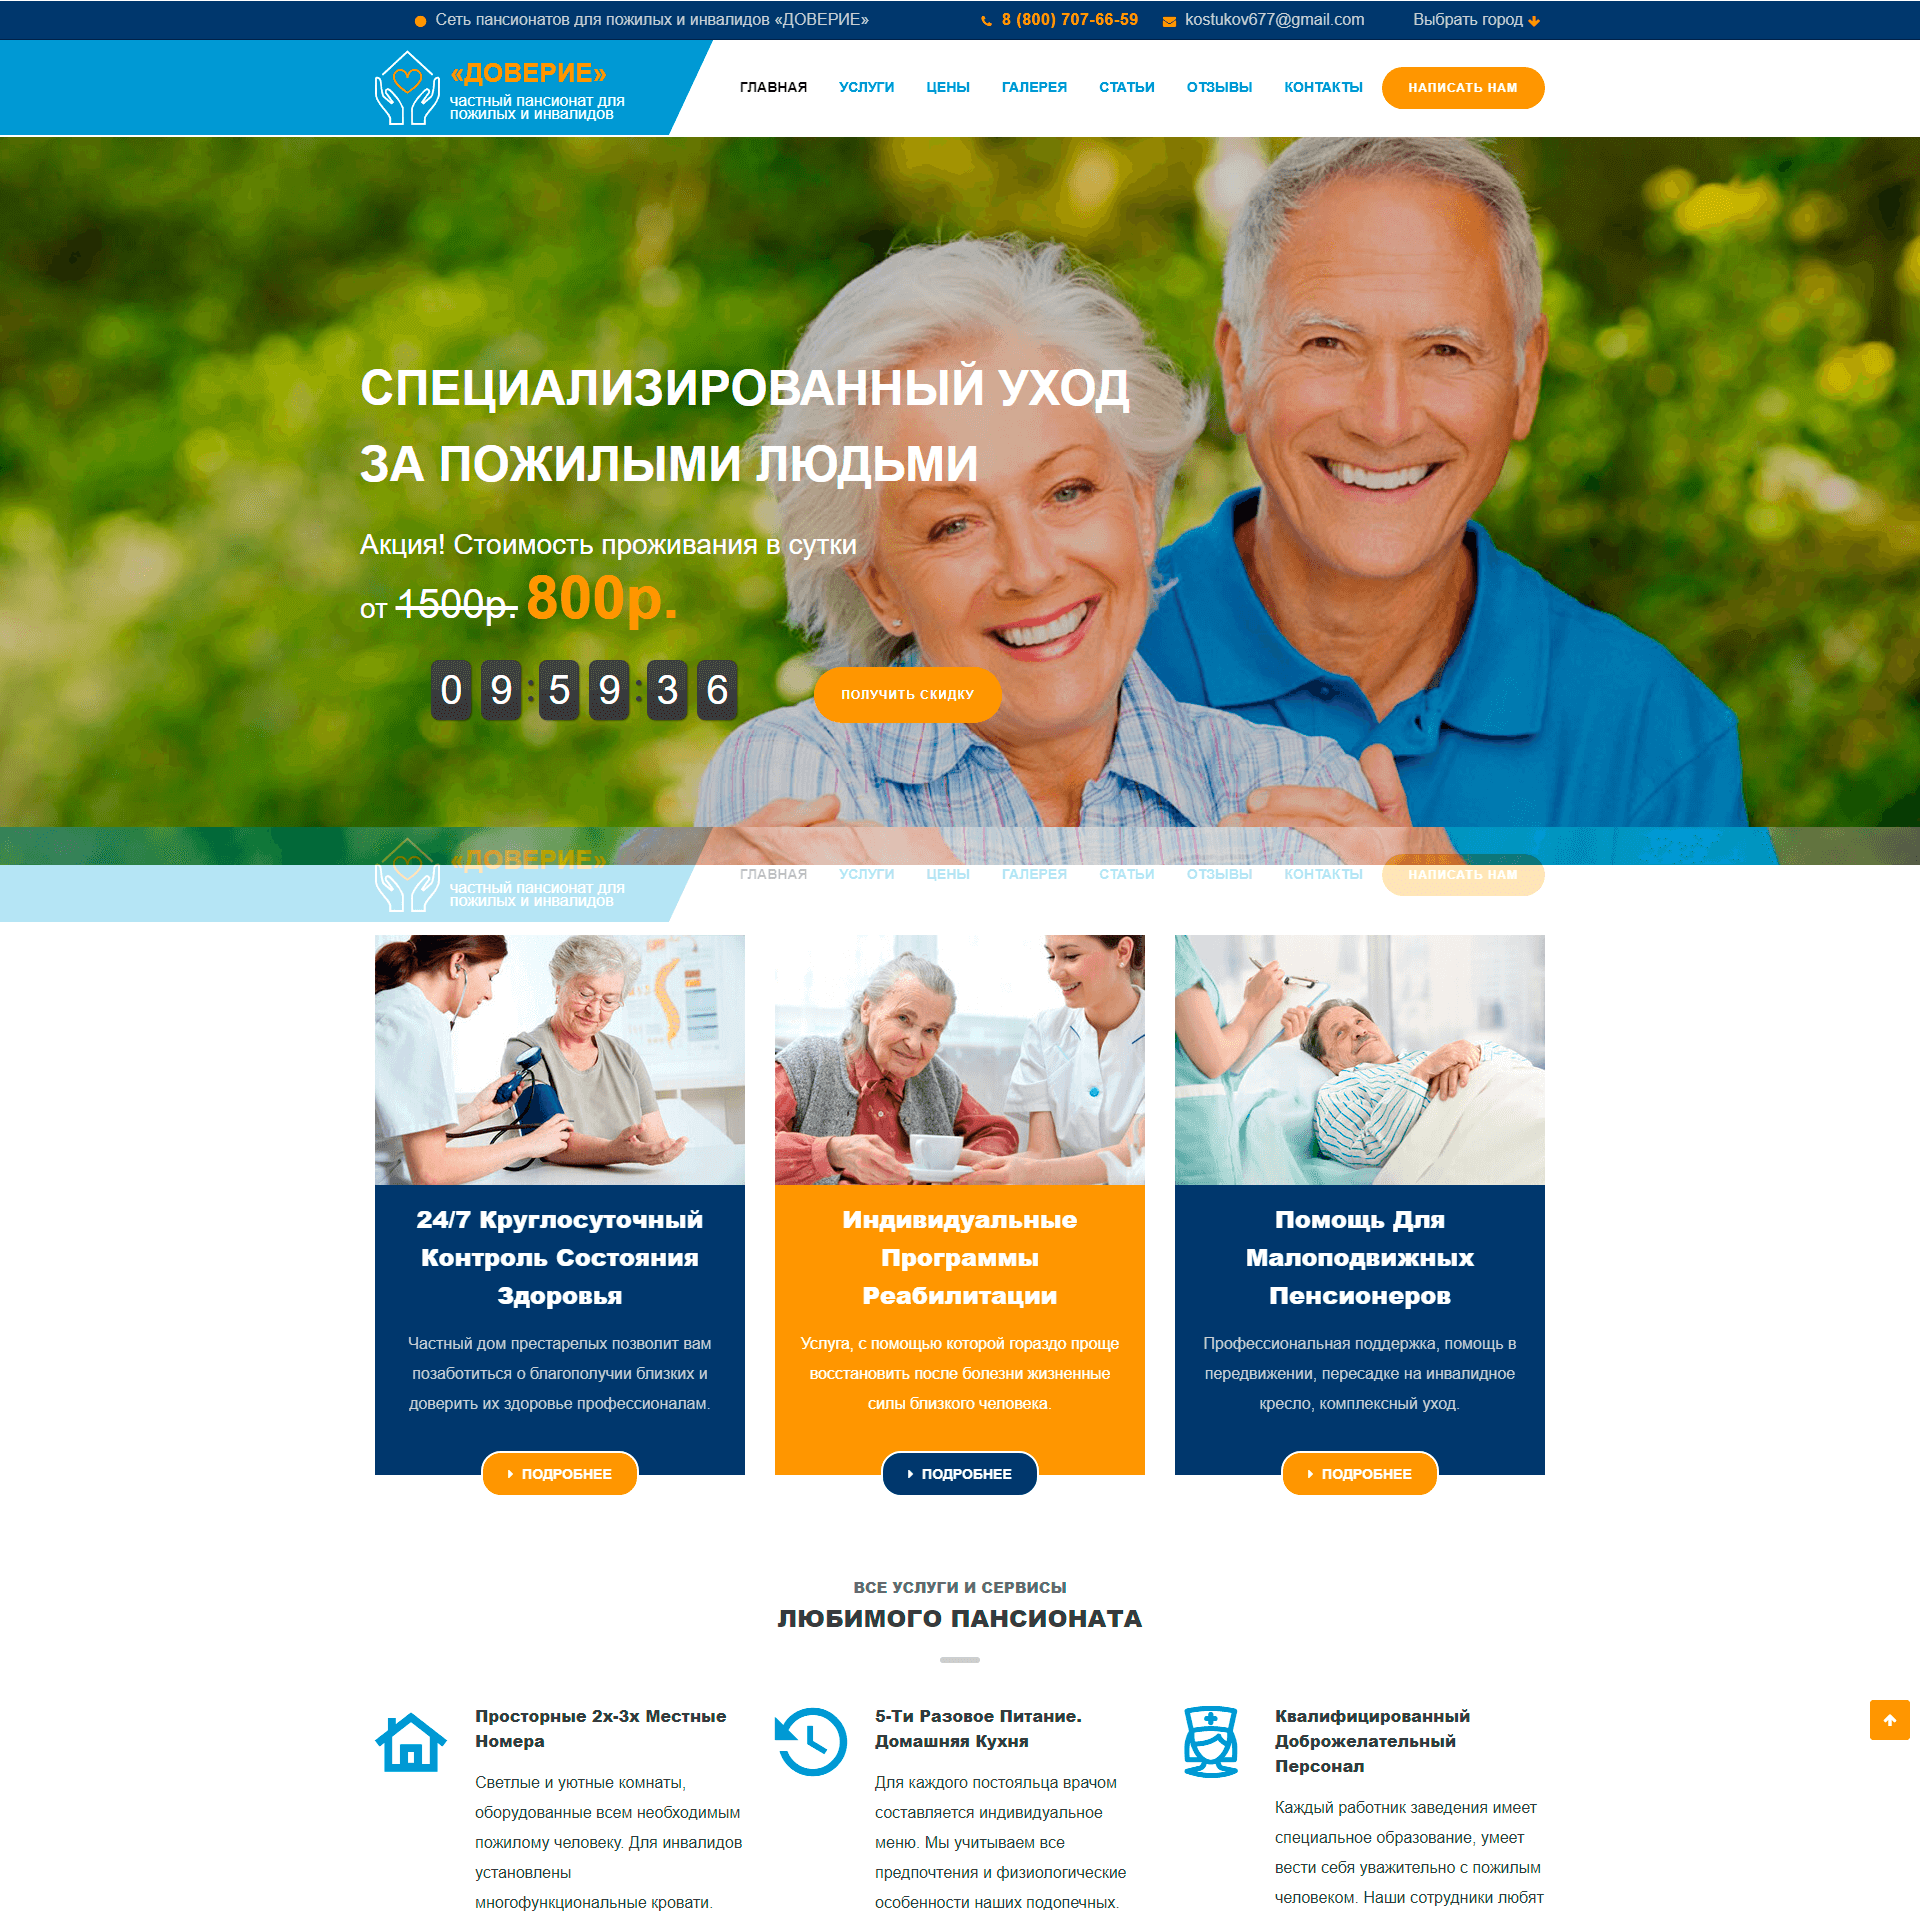 Сеть пансионатов для пожилых и инвалидов «ДОВЕРИЕ»
8 (800) 707-66-59
kostukov677@gmail.com
Выбрать город
«ДОВЕРИЕ»
частный пансионат для
пожилых и инвалидов
ГЛАВНАЯ
УСЛУГИ
ЦЕНЫ
ГАЛЕРЕЯ
СТАТЬИ
ОТЗЫВЫ
КОНТАКТЫ
НАПИСАТЬ НАМ
СПЕЦИАЛИЗИРОВАННЫЙ УХОД
ЗА ПОЖИЛЫМИ ЛЮДЬМИ
Акция! Стоимость проживания в сутки
от 1500р. 800р.
09:59:36
ПОЛУЧИТЬ СКИДКУ
«ДОВЕРИЕ»
частный пансионат для
пожилых и инвалидов
ГЛАВНАЯ
УСЛУГИ
ЦЕНЫ
ГАЛЕРЕЯ
СТАТЬИ
ОТЗЫВЫ
КОНТАКТЫ
НАПИСАТЬ НАМ
24/7 Круглосуточный
Контроль Состояния
Здоровья
Частный дом престарелых позволит вам
позаботиться о благополучии близких и
доверить их здоровье профессионалам.
ПОДРОБНЕЕ
Индивидуальные
Программы
Реабилитации
Услуга, с помощью которой гораздо проще
восстановить после болезни жизненные
силы близкого человека.
ПОДРОБНЕЕ
Помощь Для
Малоподвижных
Пенсионеров
Профессиональная поддержка, помощь в
передвижении, пересадке на инвалидное
кресло, комплексный уход.
ПОДРОБНЕЕ
ВСЕ УСЛУГИ И СЕРВИСЫ
ЛЮБИМОГО ПАНСИОНАТА
Просторные 2х-3х Местные
Номера
Светлые и уютные комнаты,
оборудованные всем необходимым
пожилому человеку. Для инвалидов
установлены
многофункциональные кровати.
5-Ти Разовое Питание.
Домашняя Кухня
Для каждого постояльца врачом
составляется индивидуальное
меню. Мы учитываем все
предпочтения и физиологические
особенности наших подопечных.
Квалифицированный
Доброжелательный
Персонал
Каждый работник заведения имеет
специальное образование, умеет
вести себя уважительно с пожилым
человеком. Наши сотрудники любят